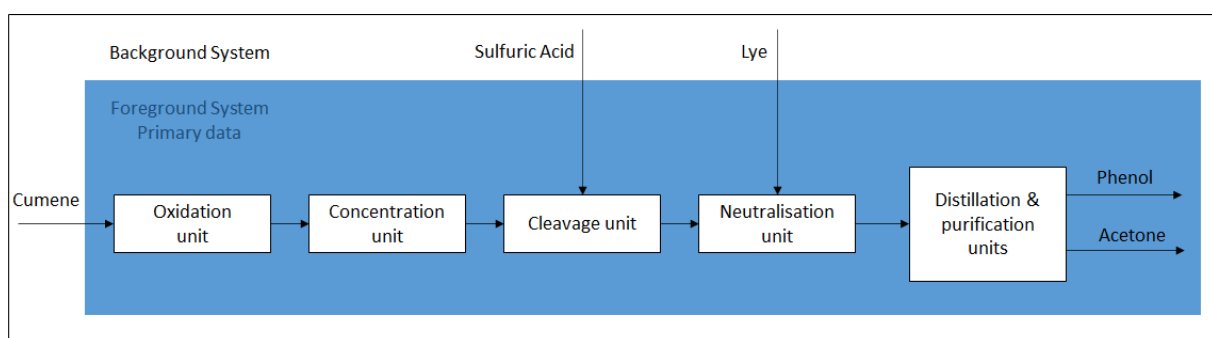 Background System
Sulfuric Acid
Lye
Foreground System
Primary data
Cumene
Oxidation
unit
Concentration
unit
Cleavage unit
Neutralisation
unit
Distillation &
purification
units
Phenol
Acetone